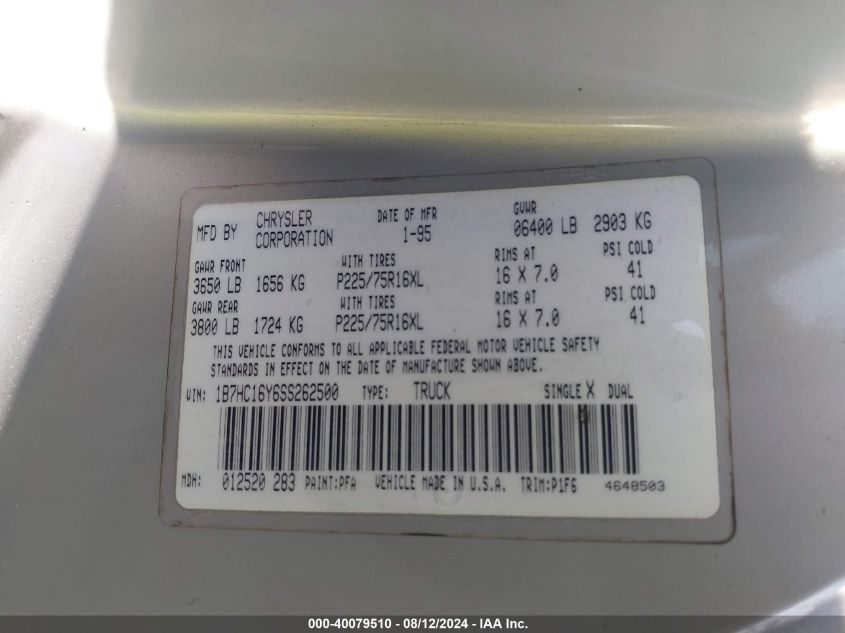 MFD BY CHRYSLER CORPORATION DATE OF MFR 1-95 GVWR 06400 LB 2903 KG
GAWR FRONT WITH TIRES RIMS AT PSI COLD
3650 LB 1656 KG P225/75R16XL 16 X 7.0 41
GAWR REAR WITH TIRES RIMS AT PSI COLD
3800 LB 1724 KG P225/75R16XL 16 X 7.0 41
THIS VEHICLE CONFORMS TO ALL APPLICABLE FEDERAL MOTOR VEHICLE SAFETY
STANDARDS IN EFFECT ON THE DATE OF MANUFACTURE SHOWN ABOVE.
VIN: 1B7HC16Y6SS262500 TYPE: TRUCK SINGLE X DUAL
MDH: 012520 283 PAINT:PFA VEHICLE MADE IN U.S.A. TRIM:P1F6 4648503
000-40079510 - 08/12/2024 - IAA Inc.